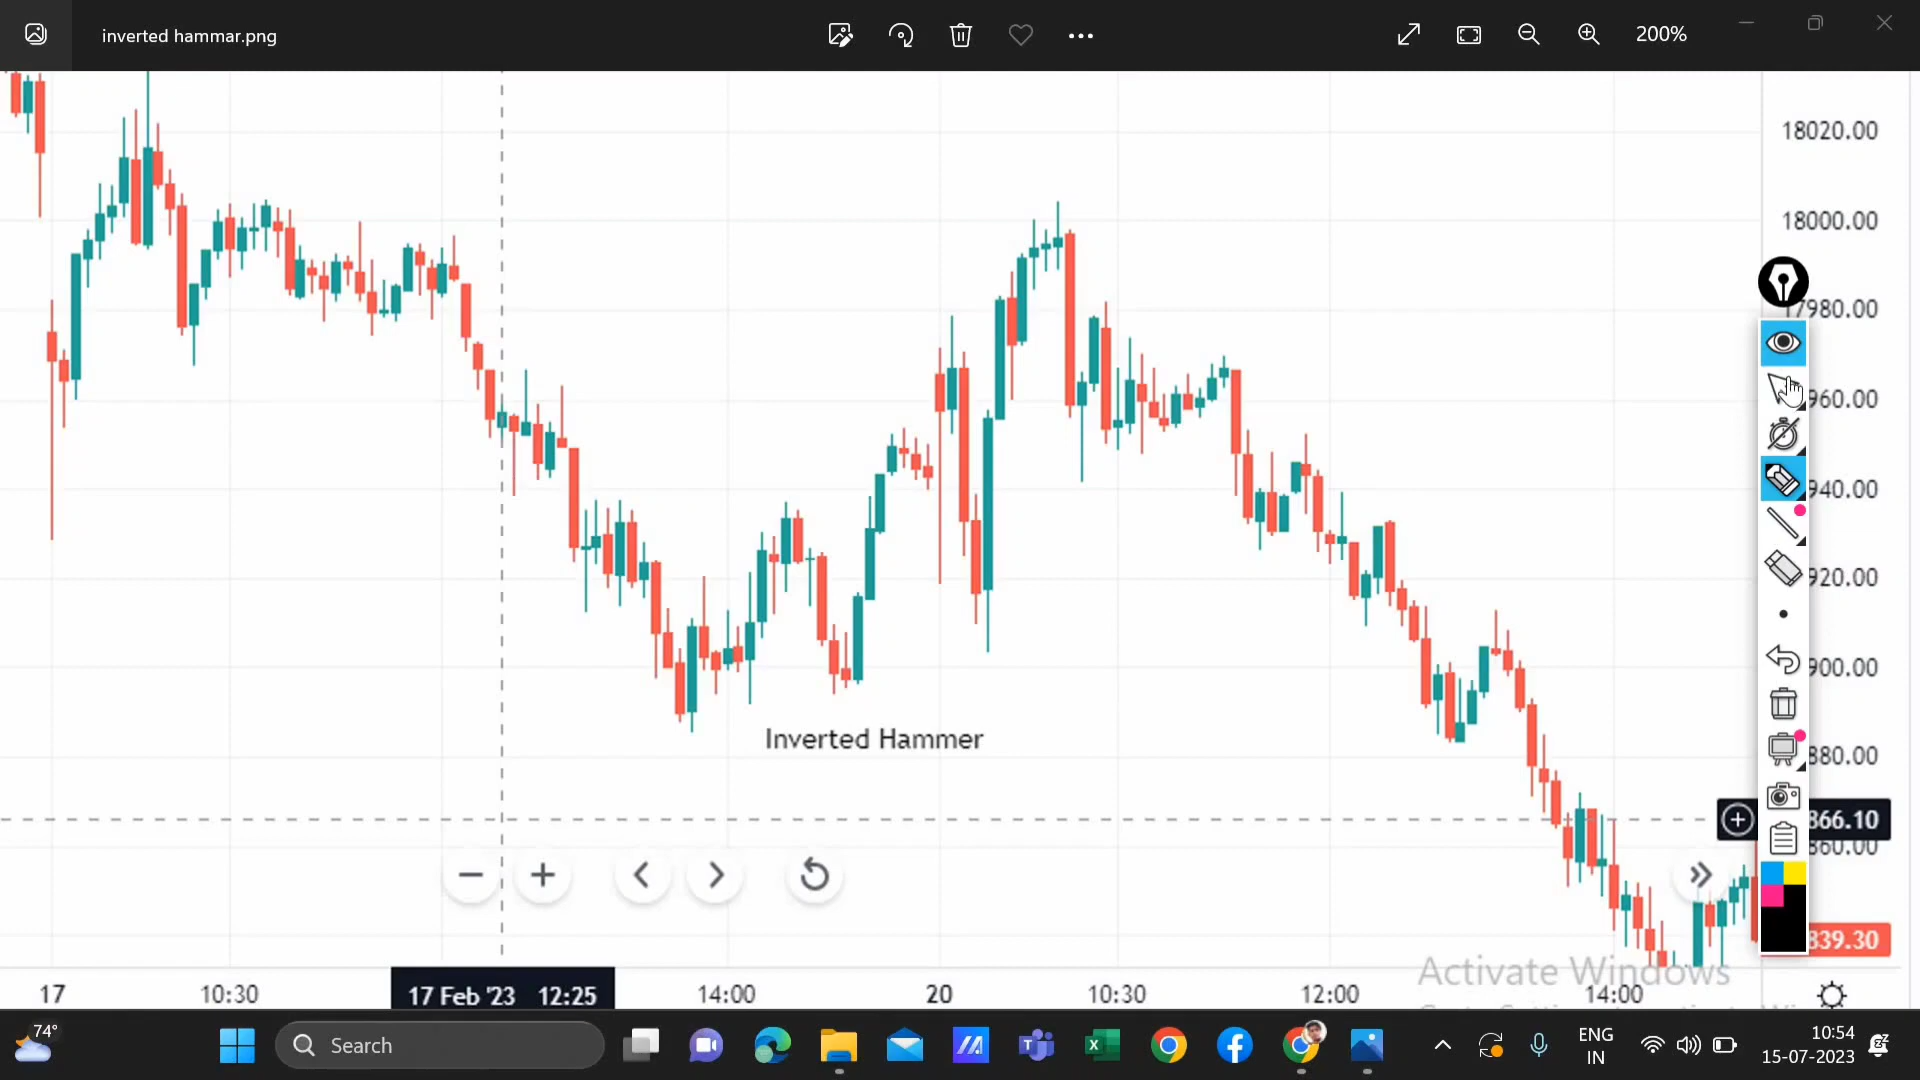 inverted hammar.png
200%
18020.00
18000.00
7980.00
960.00
940.00
920.00
900.00
880.00
866.10
860.00
839.30
Inverted Hammer
Activate Windows
17 10:30 17 Feb '23 12:25 14:00 20 10:30 12:00 14:00
74°
Search
ENG
IN
10:54
15-07-2023